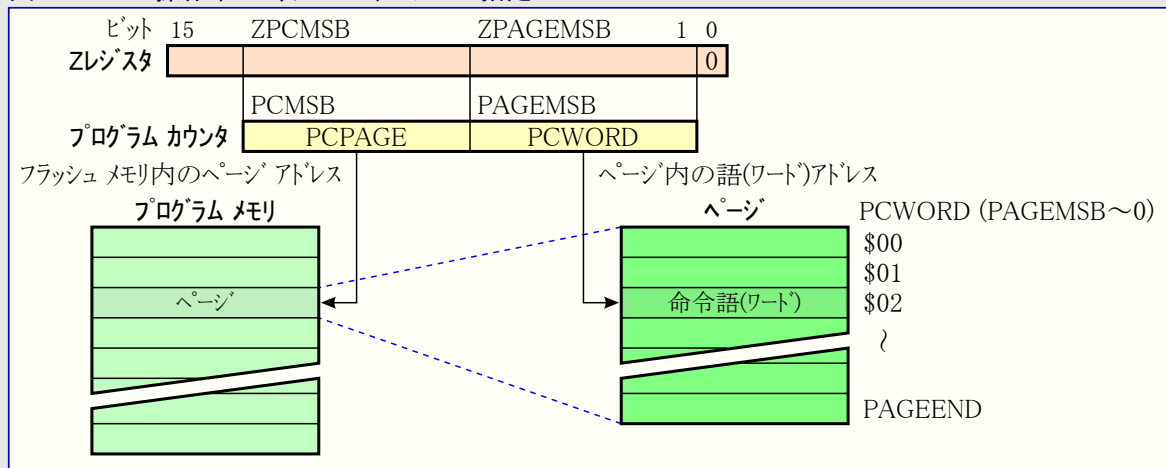 ビット 15 ZPCMSB ZPAGEMSB 1 0
Zレジスタ 0
PCMSB PAGEMSB
プログラム カウンタ PCPAGE PCWORD
フラッシュ メモリ内のページ アドレス ページ内の語(ワード)アドレス
プログラム メモリ ページ PCWORD (PAGEMSB～0)
$00
$01
ページ 命令語(ワード) $02
～
PAGEEND